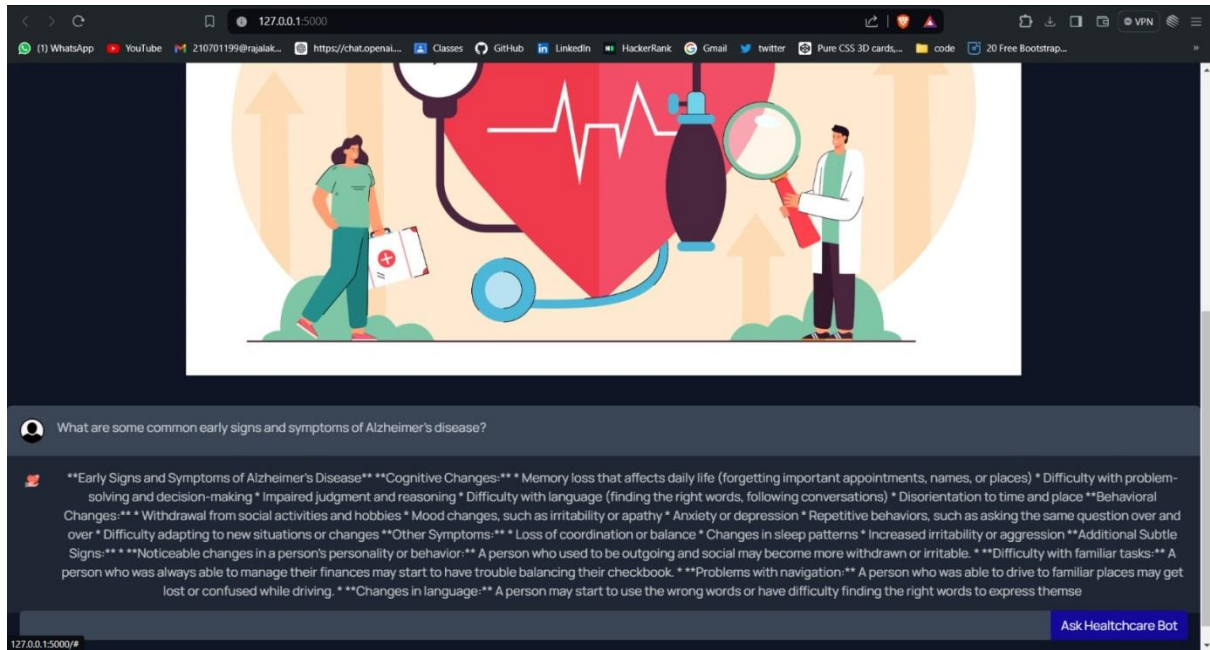 127.0.0.1:5000
VPN
(1) WhatsApp YouTube 210701199@rajalak... https://chat.openai.... Classes GitHub LinkedIn HackerRank Gmail twitter Pure CSS 3D cards,... code 20 Free Bootstrap... »
What are some common early signs and symptoms of Alzheimer's disease?
**Early Signs and Symptoms of Alzheimer's Disease** **Cognitive Changes:** * Memory loss that affects daily life (forgetting important appointments, names, or places) * Difficulty with problem-
solving and decision-making * Impaired judgment and reasoning * Difficulty with language (finding the right words, following conversations) * Disorientation to time and place **Behavioral
Changes:** * Withdrawal from social activities and hobbies * Mood changes, such as irritability or apathy * Anxiety or depression * Repetitive behaviors, such as asking the same question over and
over * Difficulty adapting to new situations or changes **Other Symptoms:** * Loss of coordination or balance * Changes in sleep patterns * Increased irritability or aggression **Additional Subtle
Signs:** * **Noticeable changes in a person's personality or behavior:** A person who used to be outgoing and social may become more withdrawn or irritable. * **Difficulty with familiar tasks:** A
person who was always able to manage their finances may start to have trouble balancing their checkbook. * **Problems with navigation:** A person who was able to drive to familiar places may get
lost or confused while driving. * **Changes in language:** A person may start to use the wrong words or have difficulty finding the right words to express themse
Ask Healtchcare Bot
127.0.0.1:5000/#